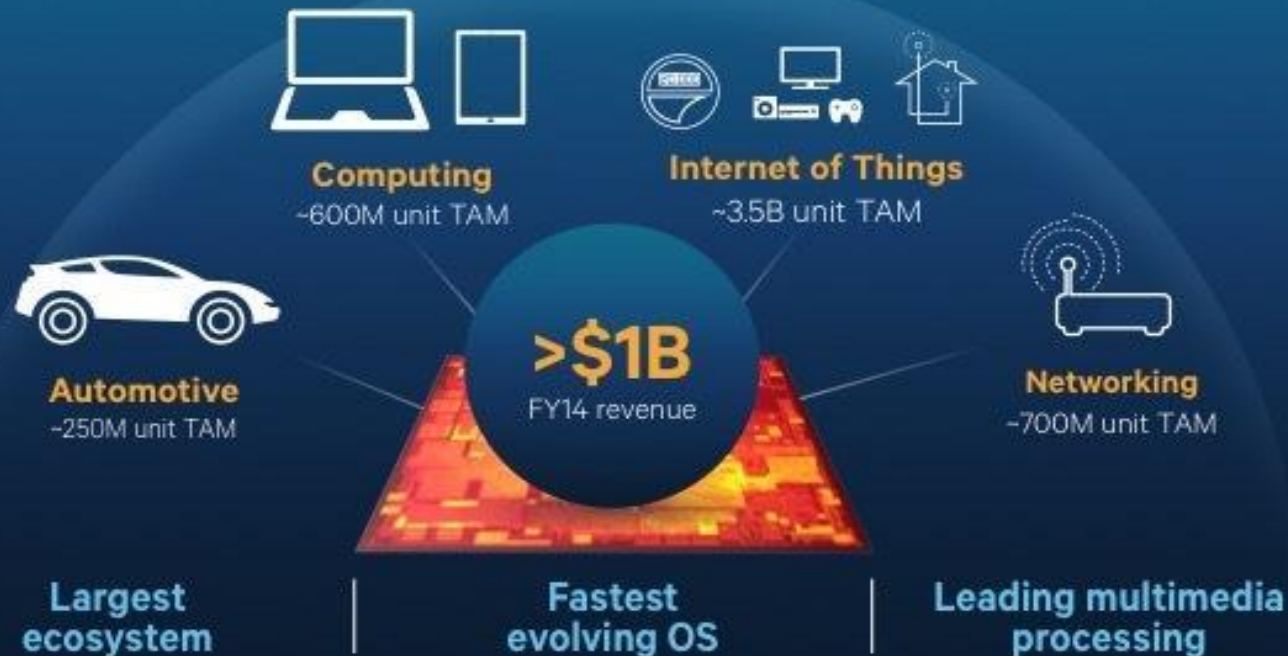 Computing
~600M unit TAM
Internet of Things
~3.5B unit TAM
Automotive
~250M unit TAM
>$1B
FY14 revenue
Networking
~700M unit TAM
Largest
ecosystem
Fastest
evolving OS
Leading multimedia
processing